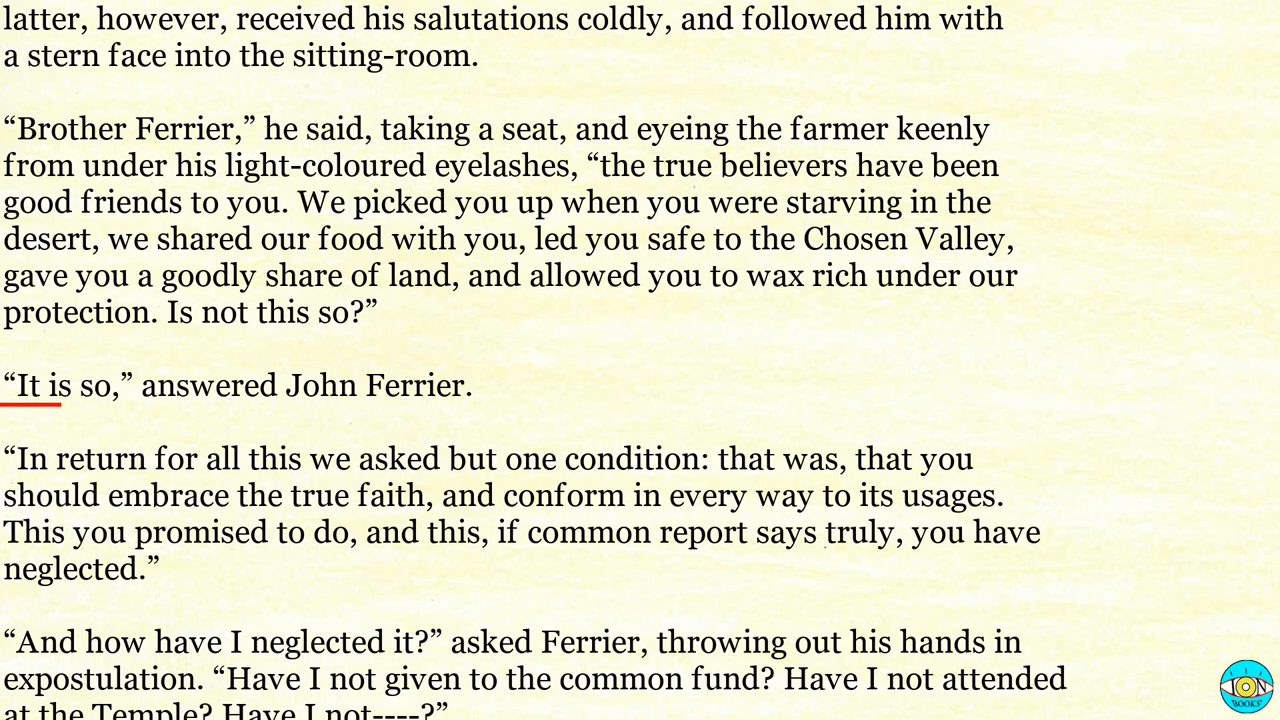 latter, however, received his salutations coldly, and followed him with
a stern face into the sitting-room.
“Brother Ferrier,” he said, taking a seat, and eyeing the farmer keenly
from under his light-coloured eyelashes, “the true believers have been
good friends to you. We picked you up when you were starving in the
desert, we shared our food with you, led you safe to the Chosen Valley,
gave you a goodly share of land, and allowed you to wax rich under our
protection. Is not this so?”
“It is so,” answered John Ferrier.
“In return for all this we asked but one condition: that was, that you
should embrace the true faith, and conform in every way to its usages.
This you promised to do, and this, if common report says truly, you have
neglected.”
“And how have I neglected it?” asked Ferrier, throwing out his hands in
expostulation. “Have I not given to the common fund? Have I not attended
at the Temple? Have I not----?”
ION
BOOKS